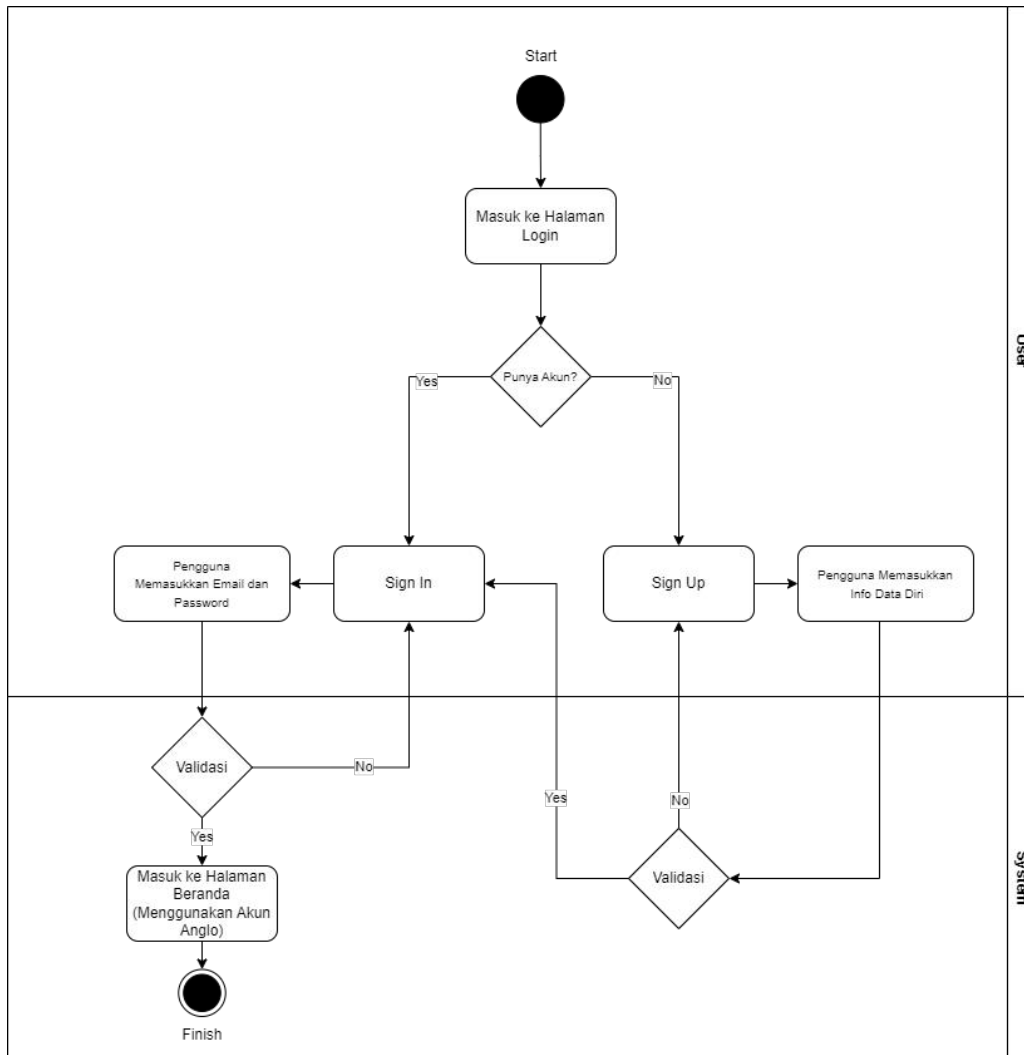 Start
Masuk ke Halaman
Login
Punya Akun?
Yes
No
Pengguna
Memasukkan Email dan
Password
Sign In
Sign Up
Pengguna Memasukkan
Info Data Diri
User
Validasi
No
Yes
Masuk ke Halaman
Beranda
(Menggunakan Akun
Anglo)
Finish
Yes
No
Validasi
System